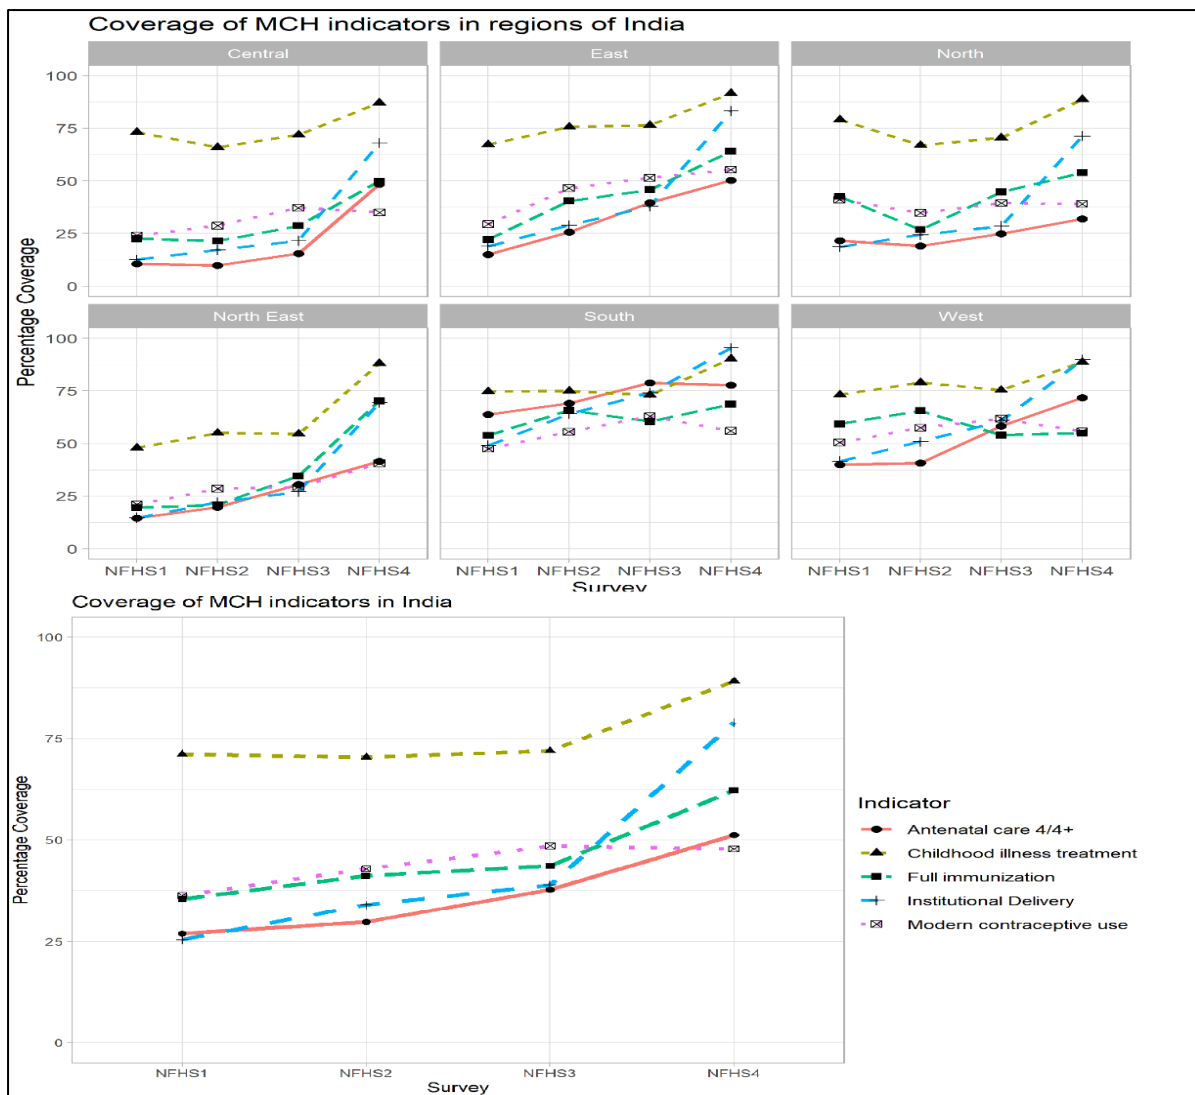 Coverage of MCH indicators in regions of India
Central
East
North
100
75
50
25
0
North East
South
West
100
75
50
25
0
Percentage Coverage
NFHS1 NFHS2 NFHS3 NFHS4
NFHS1 NFHS2 NFHS3 NFHS4
NFHS1 NFHS2 NFHS3 NFHS4
Survey
Coverage of MCH indicators in India
100
75
50
25
0
Percentage Coverage
NFHS1 NFHS2 NFHS3 NFHS4
Survey
Indicator
Antenatal care 4/4+
Childhood illness treatment
Full immunization
Institutional Delivery
Modern contraceptive use